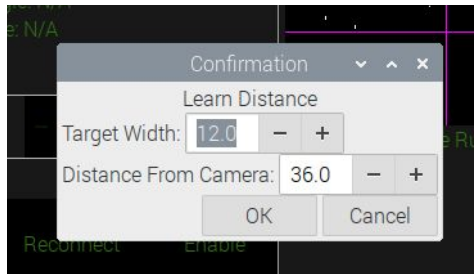 e: N/A
Confirmation
Learn Distance
Target Width: 12.0 − +
Distance From Camera: 36.0 − +
OK Cancel
Reconnect Enable